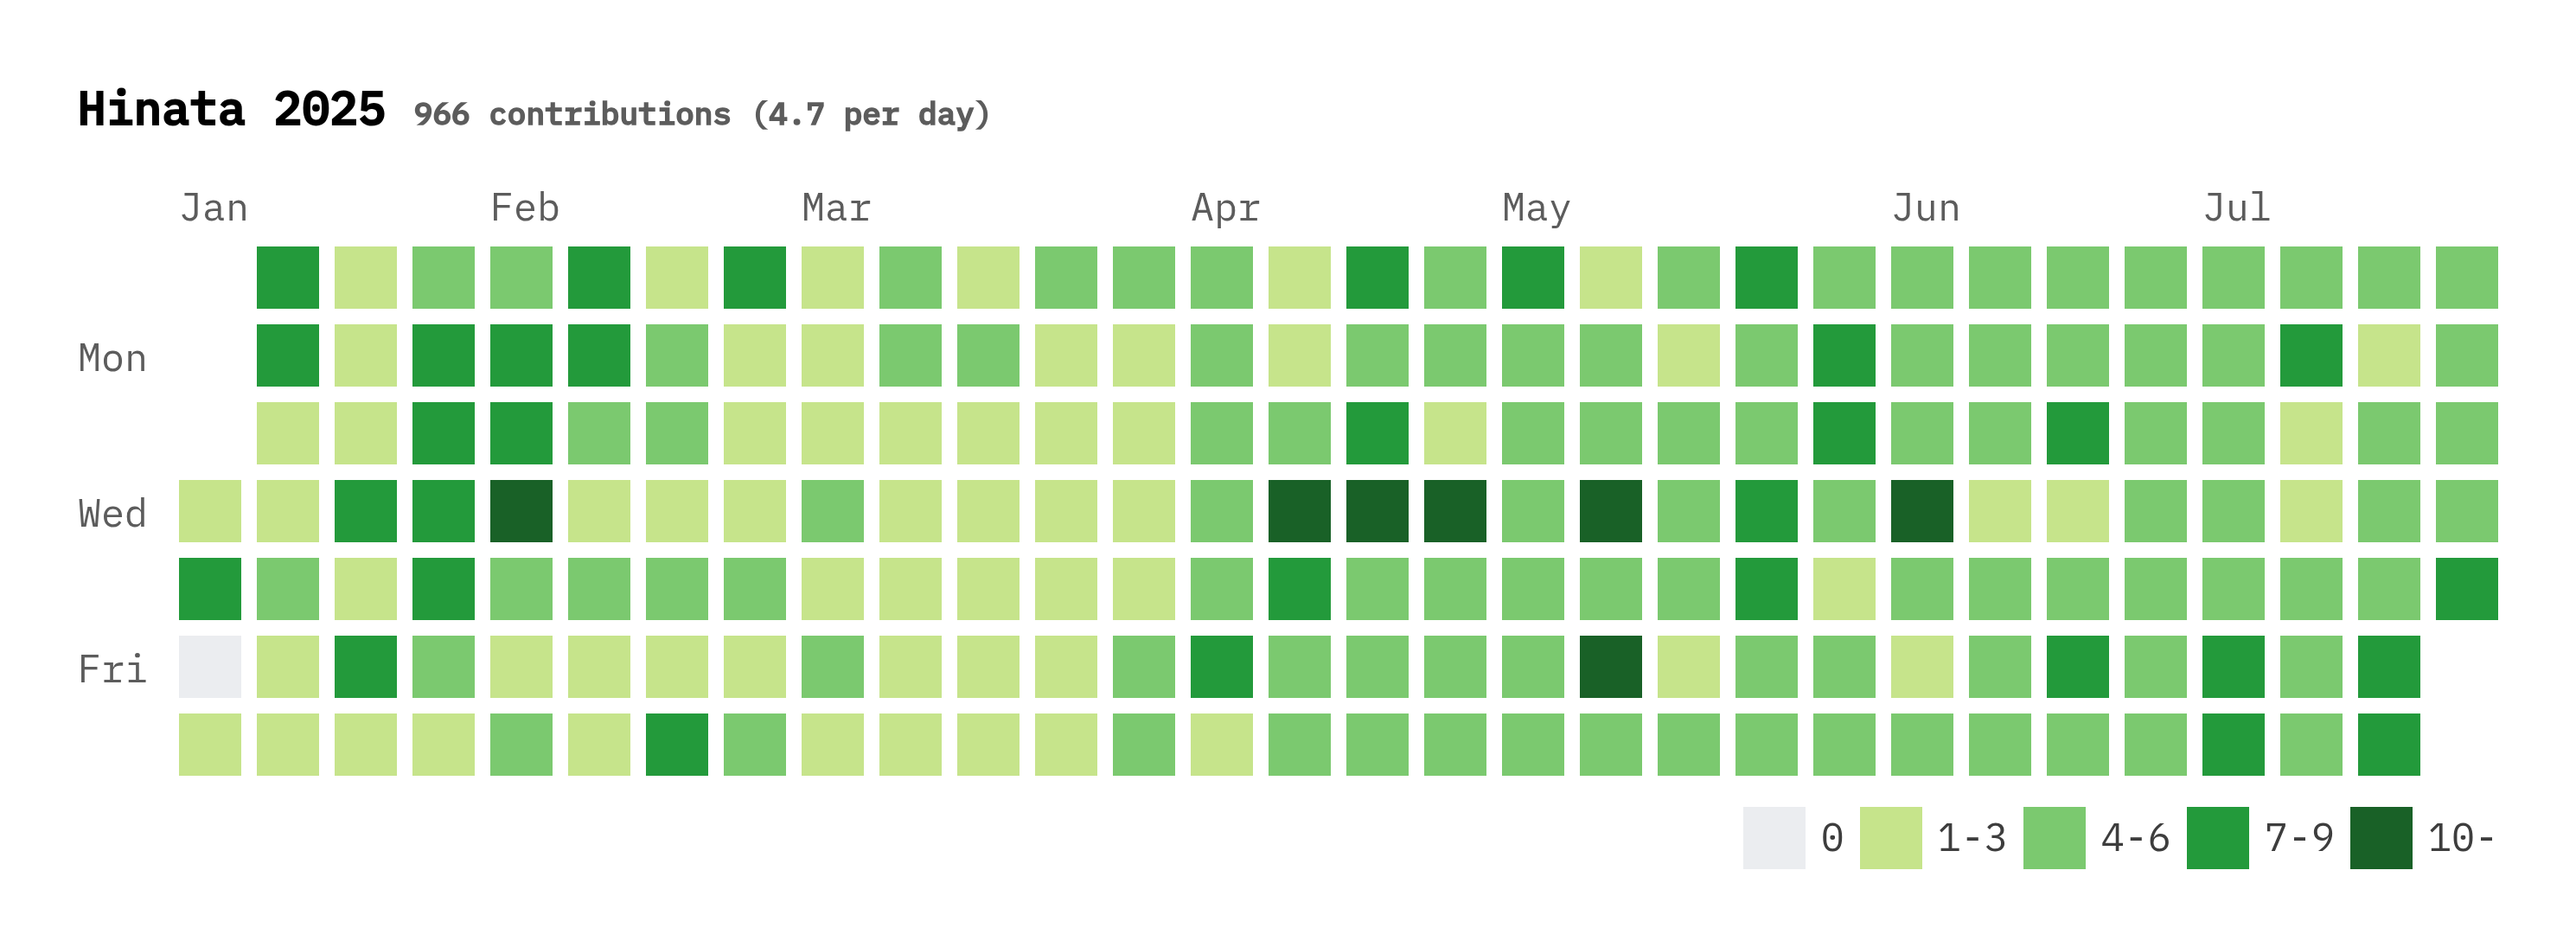 Hinata 2025 966 contributions (4.7 per day)
Jan Feb Mar Apr May Jun Jul
Mon
Wed
Fri
0 1-3 4-6 7-9 10-